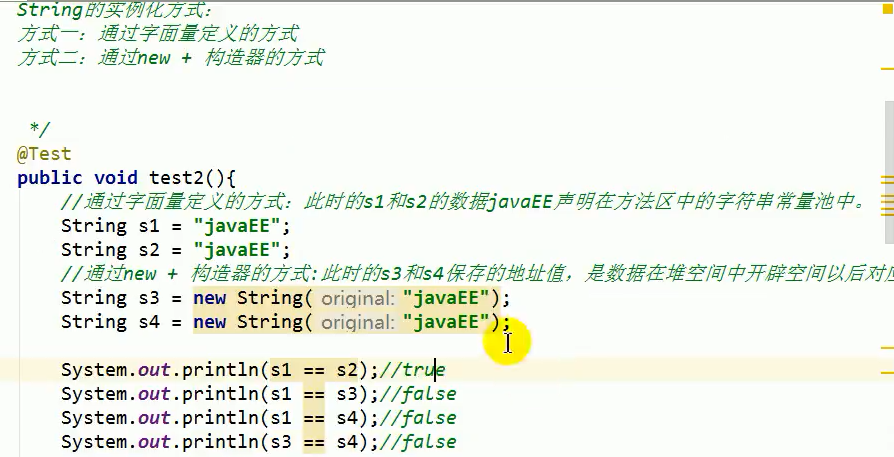 String的实例化方式：
方式一：通过字面量定义的方式
方式二：通过new + 构造器的方式
*/
@Test
public void test2(){
//通过字面量定义的方式：此时的s1和s2的数据javaEE声明在方法区中的字符串常量池中。
String s1 = "javaEE";
String s2 = "javaEE";
//通过new + 构造器的方式:此时的s3和s4保存的地址值，是数据在堆空间中开辟空间以后对应
String s3 = new String( original: "javaEE");
String s4 = new String( original: "javaEE");
System.out.println(s1 == s2);//true
System.out.println(s1 == s3);//false
System.out.println(s1 == s4);//false
System.out.println(s3 == s4);//false